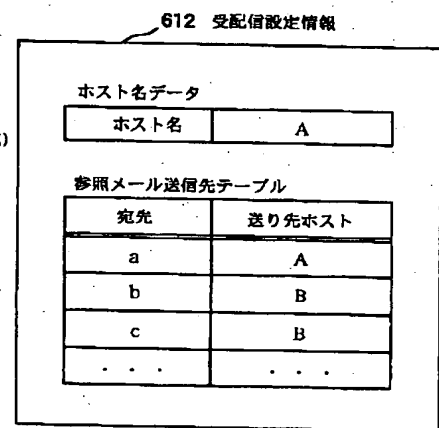 612 受配信設定情報
ホスト名データ
ホスト名 A
参照メール送信先テーブル
宛先 送り先ホスト
a A
b B
c B
・・・ ・・・